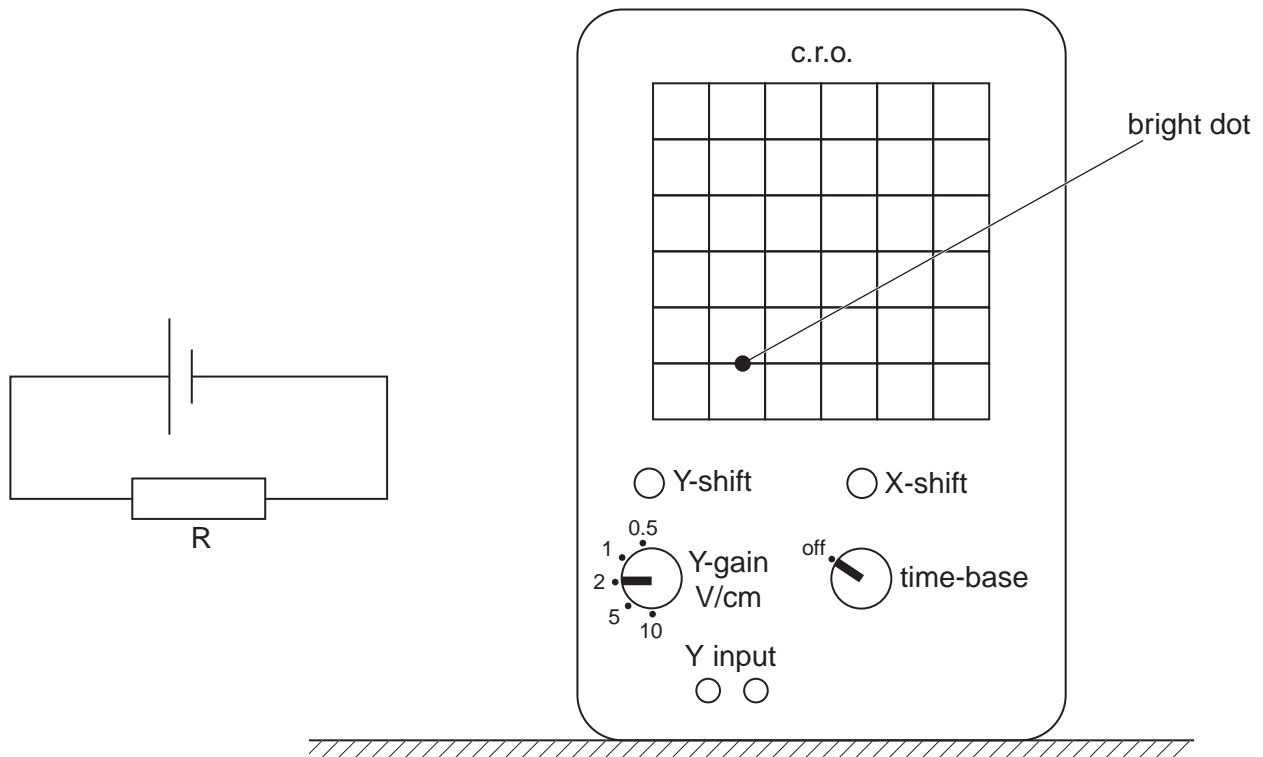 c.r.o.
bright dot
Y-shift
X-shift
R
0.5
1
2
5
10
Y-gain
V/cm
off
time-base
Y input